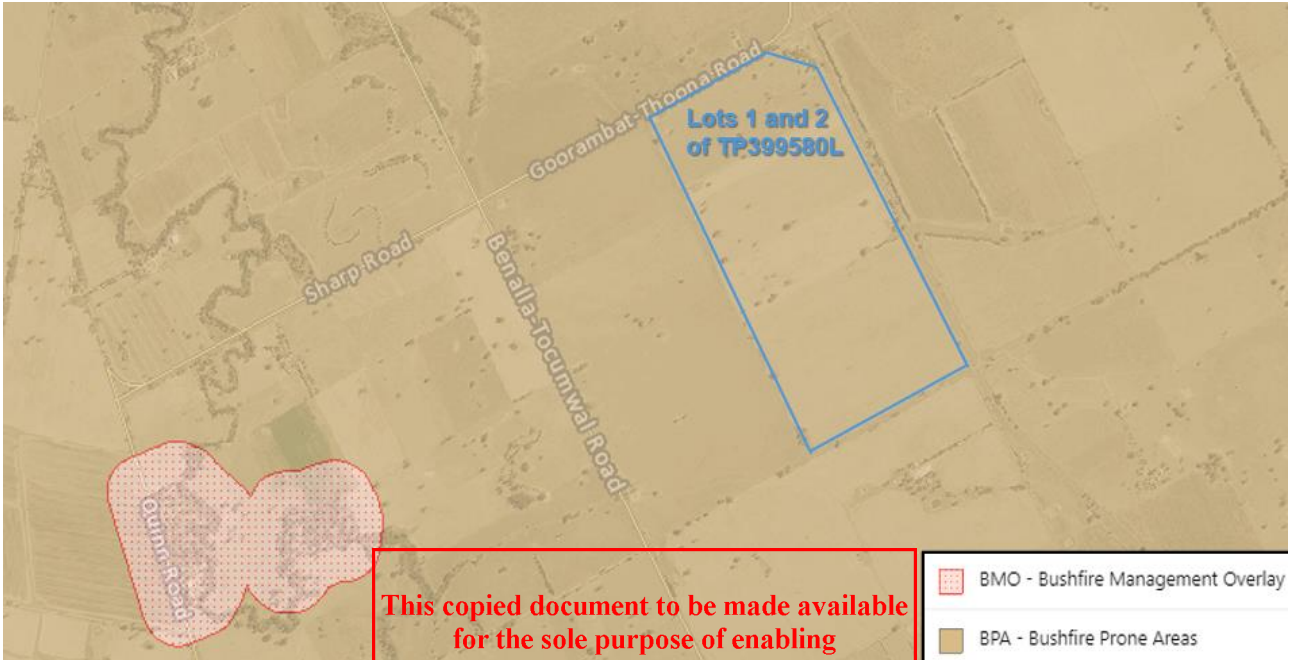 Goorambat-Thoona Road
Lots 1 and 2
of TP399580L
Sharp Road
Benalla-Tocumwal Road
Quinn Road
This copied document to be made available
for the sole purpose of enabling
BMO - Bushfire Management Overlay
BPA - Bushfire Prone Areas